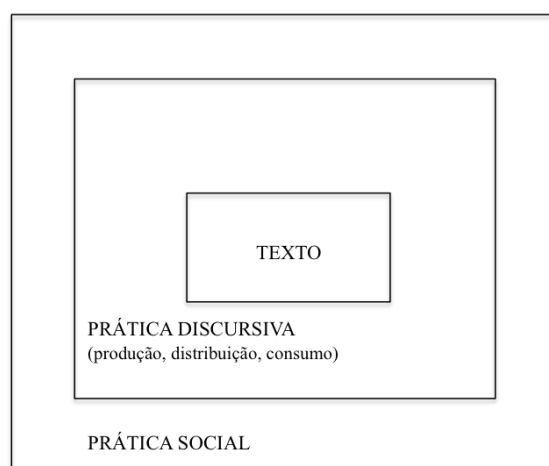 TEXTO
PRÁTICA DISCURSIVA
(produção, distribuição, consumo)
PRÁTICA SOCIAL